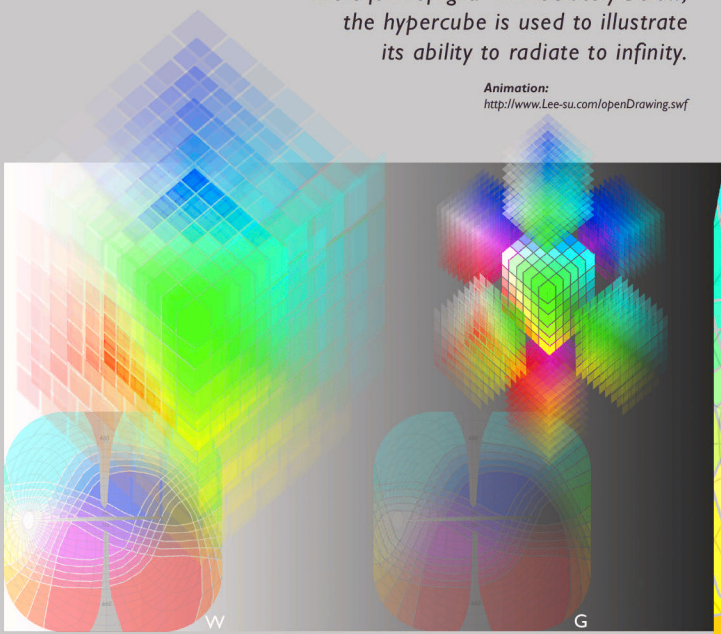 the hypercube is used to illustrate
its ability to radiate to infinity.
Animation:
http://www.Lee-su.com/openDrawing.swf
W
G